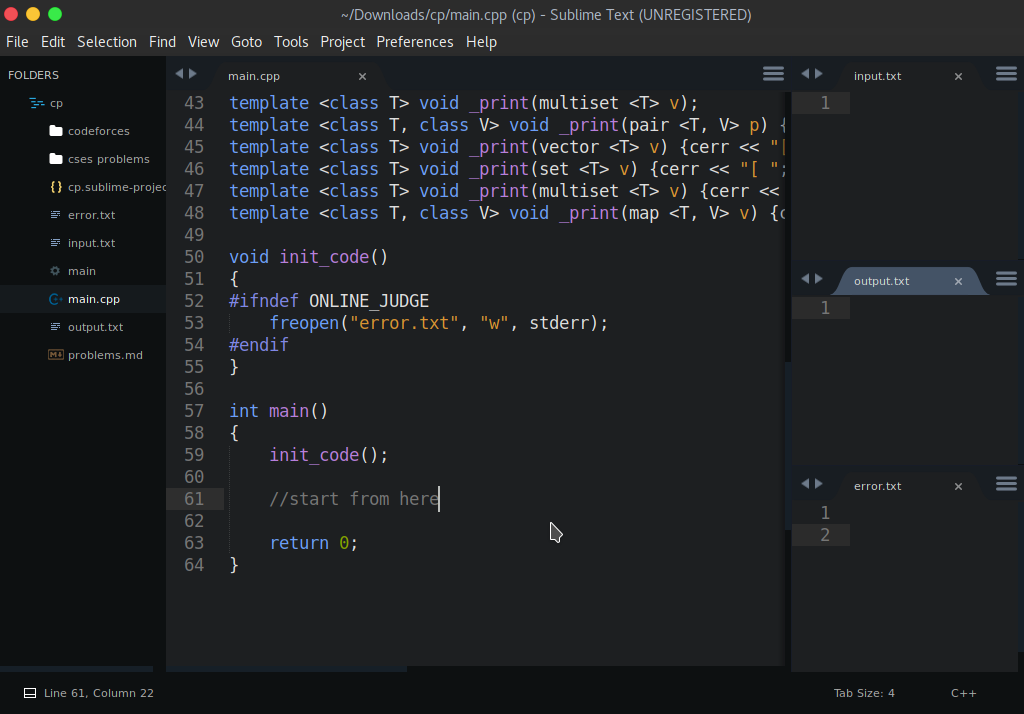 ~/Downloads/cp/main.cpp (cp) - Sublime Text (UNREGISTERED)
File Edit Selection Find View Goto Tools Project Preferences Help
FOLDERS
cp
codeforces
cses problems
cp.sublime-projec
error.txt
input.txt
main
main.cpp
output.txt
problems.md
main.cpp
43 template <class T> void _print(multiset <T> v);
44 template <class T, class V> void _print(pair <T, V> p) {
45 template <class T> void _print(vector <T> v) {cerr << "[
46 template <class T> void _print(set <T> v) {cerr << "[ ";
47 template <class T> void _print(multiset <T> v) {cerr <<
48 template <class T, class V> void _print(map <T, V> v) {c
49
50 void init_code()
51 {
52 #ifndef ONLINE_JUDGE
53     freopen("error.txt", "w", stderr);
54 #endif
55 }
56
57 int main()
58 {
59     init_code();
60
61     //start from here
62
63     return 0;
64 }
input.txt
1
output.txt
1
error.txt
1
2
Line 61, Column 22
Tab Size: 4
C++